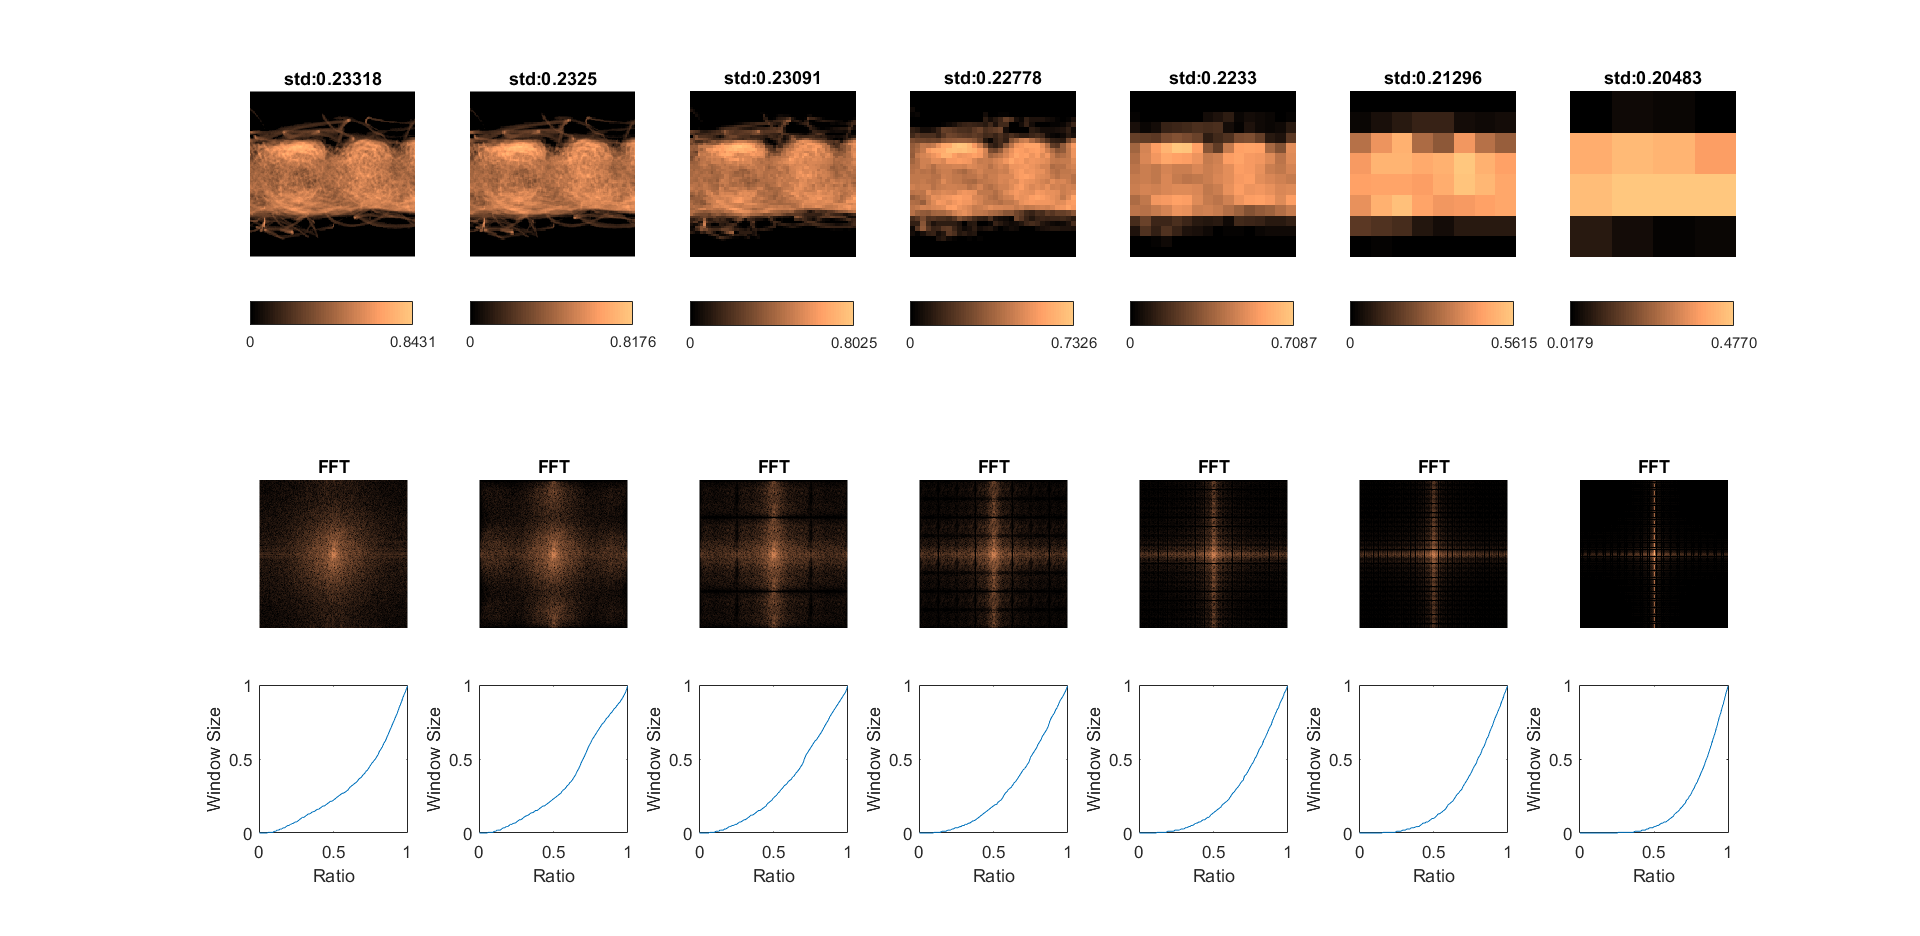 std:0.23318 std:0.2325 std:0.23091 std:0.22778 std:0.2233 std:0.21296 std:0.20483
0 0.8431 0 0.8176 0 0.8025 0 0.7326 0 0.7087 0 0.5615 0.0179 0.4770
FFT FFT FFT FFT FFT FFT FFT
1 1 1 1 1 1 1
0.5 0.5 0.5 0.5 0.5 0.5 0.5
Window Size Window Size Window Size Window Size Window Size Window Size Window Size
0 0 0 0 0 0 0
0 0.5 1 0 0.5 1 0 0.5 1 0 0.5 1 0 0.5 1 0 0.5 1 0 0.5 1
Ratio Ratio Ratio Ratio Ratio Ratio Ratio